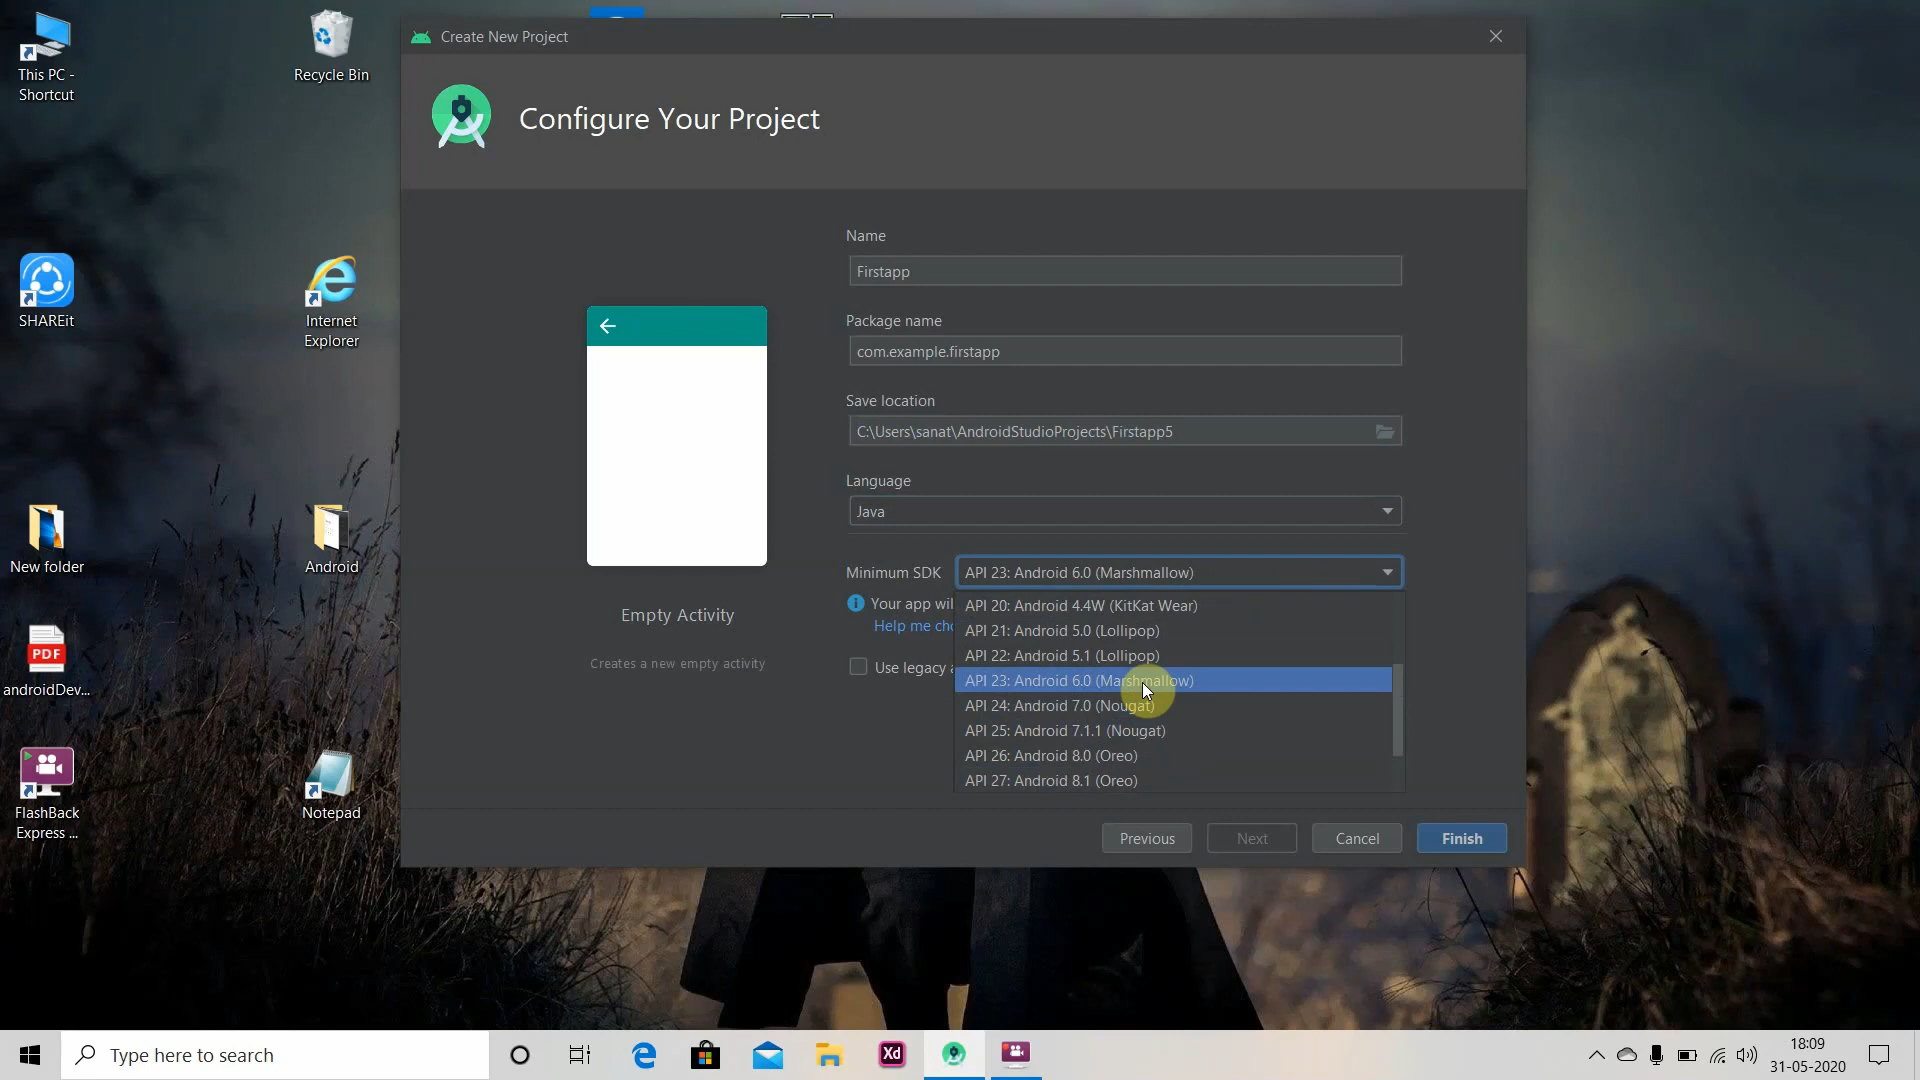 This PC -
Shortcut
Recycle Bin
SHAREit
Internet
Explorer
New folder
Android
PDF
androidDev...
FlashBack
Express ...
Notepad
Create New Project
Configure Your Project
Empty Activity
Creates a new empty activity
Name
Firstapp
Package name
com.example.firstapp
Save location
C:\Users\sanat\AndroidStudioProjects\Firstapp5
Language
Java
Minimum SDK
API 23: Android 6.0 (Marshmallow)
Your app wil
Help me cho
Use legacy a
API 20: Android 4.4W (KitKat Wear)
API 21: Android 5.0 (Lollipop)
API 22: Android 5.1 (Lollipop)
API 23: Android 6.0 (Marshmallow)
API 24: Android 7.0 (Nougat)
API 25: Android 7.1.1 (Nougat)
API 26: Android 8.0 (Oreo)
API 27: Android 8.1 (Oreo)
Previous
Next
Cancel
Finish
Type here to search
Xd
18:09
31-05-2020